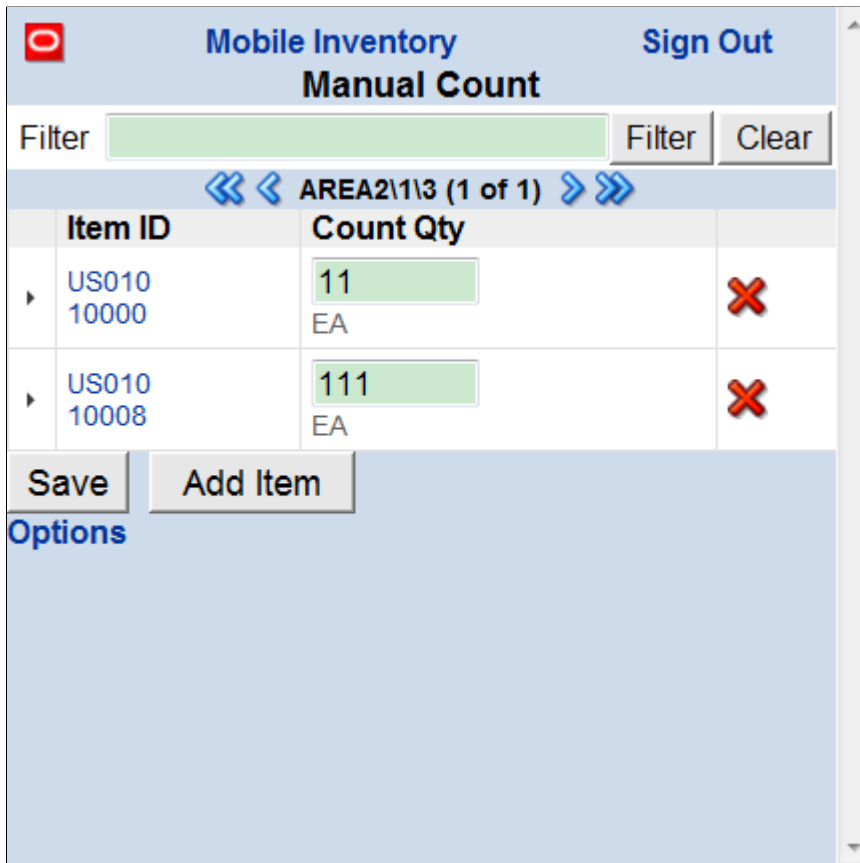 Mobile Inventory Sign Out
Manual Count
Filter Filter Clear
AREA2\1\3 (1 of 1)
Item ID Count Qty
US010
10000
11
EA
US010
10008
111
EA
Save Add Item
Options